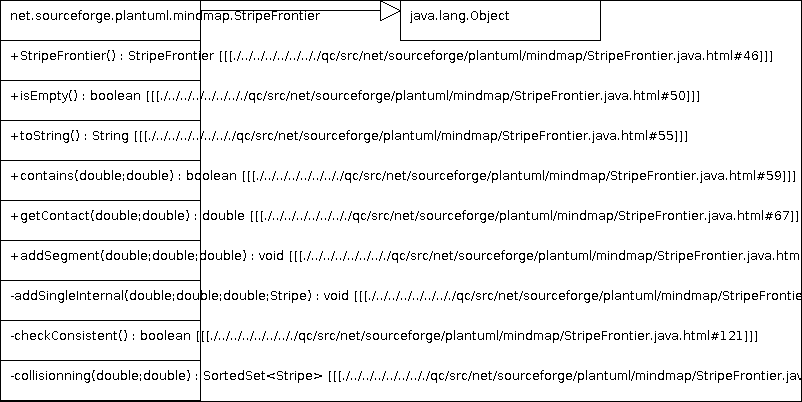 net.sourceforge.plantuml.mindmap.StripeFrontier
java.lang.Object
+StripeFrontier() : StripeFrontier [[[./../../../../../../../qc/src/net/sourceforge/plantuml/mindmap/StripeFrontier.java.html#46]]]
+isEmpty() : boolean [[[./../../../../../../../qc/src/net/sourceforge/plantuml/mindmap/StripeFrontier.java.html#50]]]
+toString() : String [[[./../../../../../../../qc/src/net/sourceforge/plantuml/mindmap/StripeFrontier.java.html#55]]]
+contains(double;double) : boolean [[[./../../../../../../../qc/src/net/sourceforge/plantuml/mindmap/StripeFrontier.java.html#59]]]
+getContact(double;double) : double [[[./../../../../../../../qc/src/net/sourceforge/plantuml/mindmap/StripeFrontier.java.html#67]]]
+addSegment(double;double;double) : void [[[./../../../../../../../qc/src/net/sourceforge/plantuml/mindmap/StripeFrontier.java.htm
-addSingleInternal(double;double;double;Stripe) : void [[[./../../../../../../../qc/src/net/sourceforge/plantuml/mindmap/StripeFrontie
-checkConsistent() : boolean [[[./../../../../../../../qc/src/net/sourceforge/plantuml/mindmap/StripeFrontier.java.html#121]]]
-collisionning(double;double) : SortedSet<Stripe> [[[./../../../../../../../qc/src/net/sourceforge/plantuml/mindmap/StripeFrontier.jav